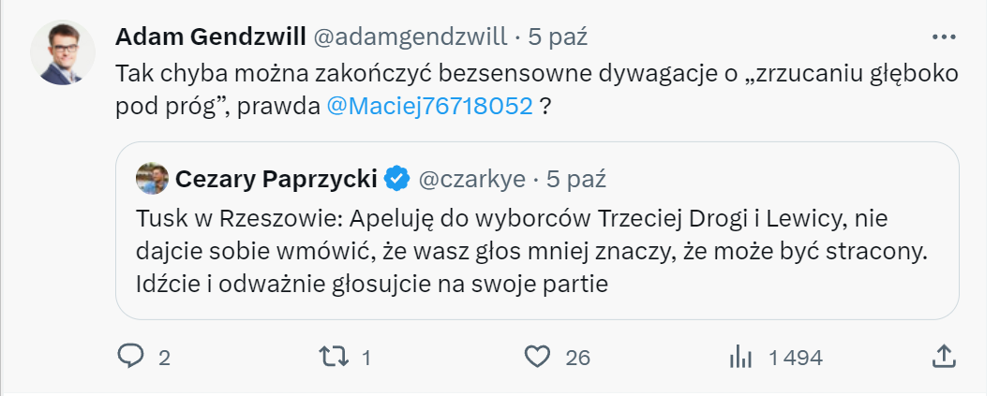 Adam Gendzwill @adamgendzwill · 5 paź
Tak chyba można zakończyć bezsensowne dywagacje o „zrzucaniu głęboko
pod próg”, prawda @Maciej76718052 ?
Cezary Paprzycki @czarkye · 5 paź
Tusk w Rzeszowie: Apeluję do wyborców Trzeciej Drogi i Lewicy, nie
dajcie sobie wmówić, że wasz głos mniej znaczy, że może być stracony.
Idźcie i odważnie głosujcie na swoje partie
2 1 26 1 494